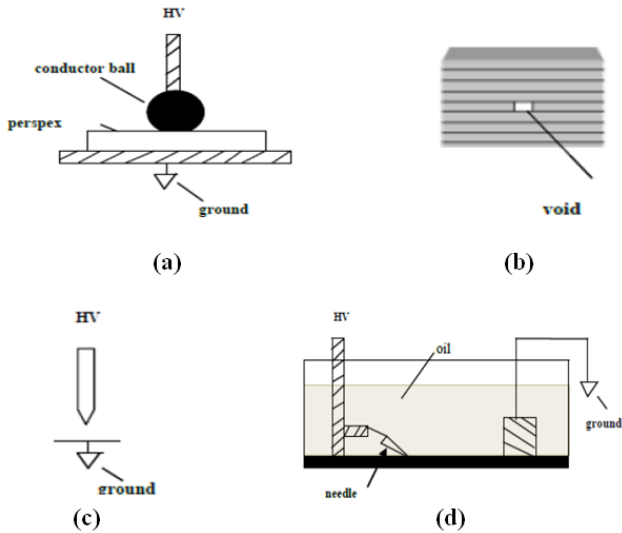 HV
conductor ball
perspex
ground
(a)
void
(b)
HV
ground
(c)
HV
oil
ground
needle
(d)